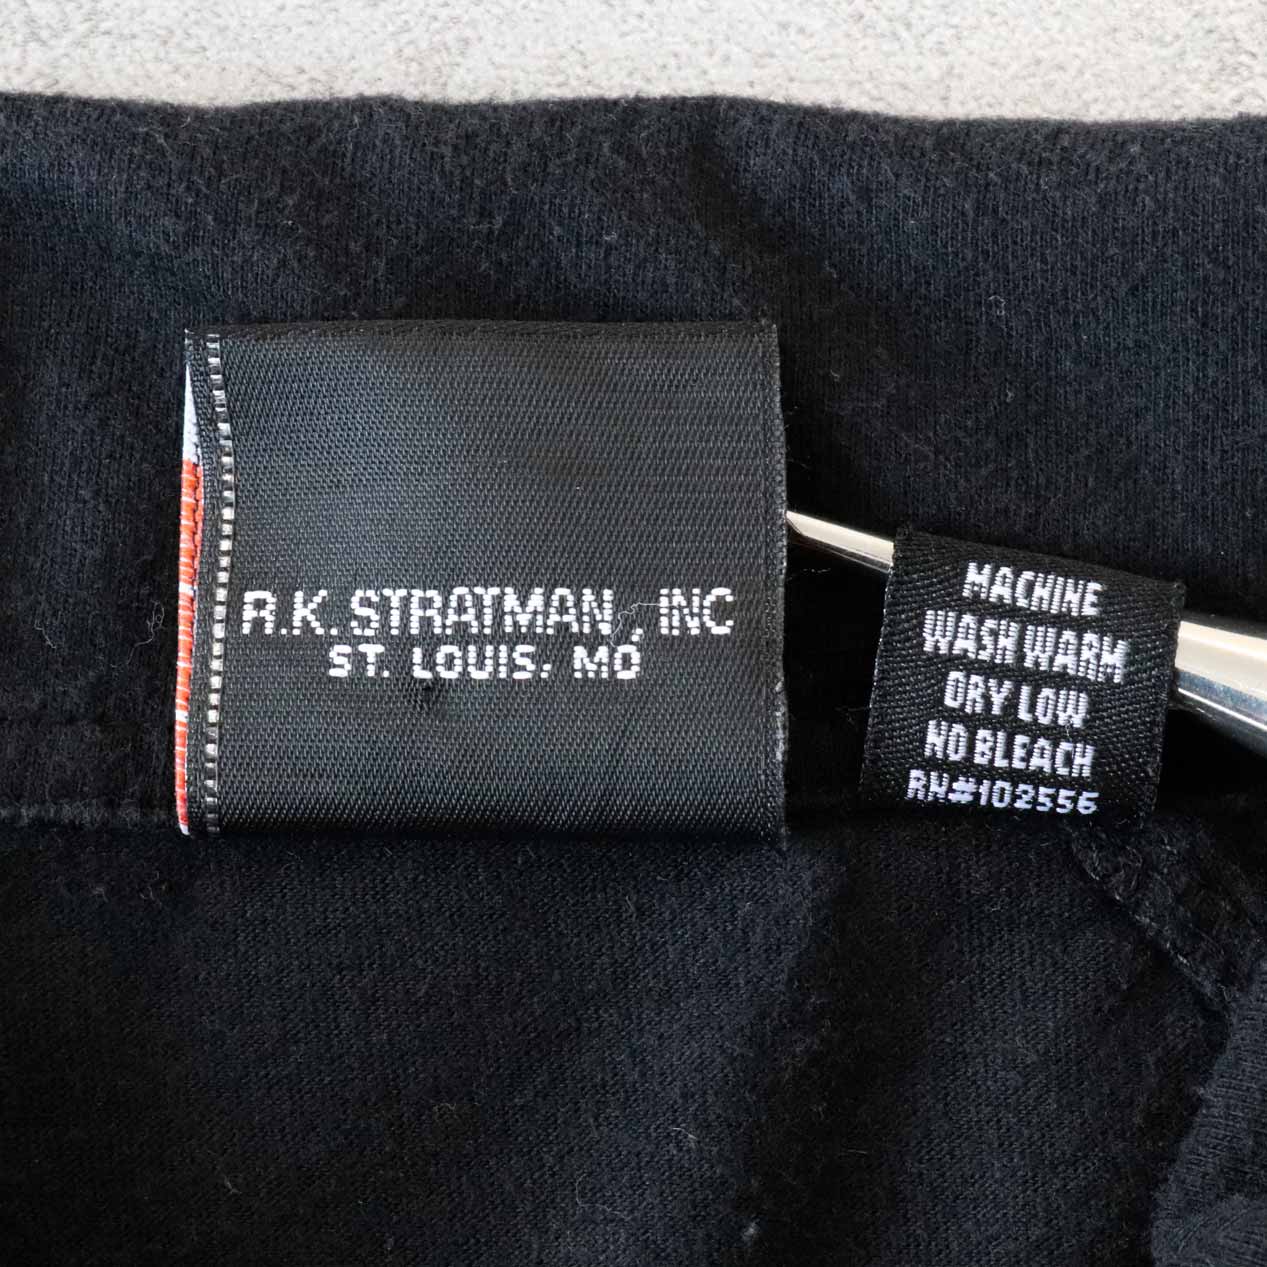 R.K. STRATMAN, INC
ST. LOUIS, MO
MACHINE
WASH WARM
DRY LOW
NO BLEACH
RN#102556